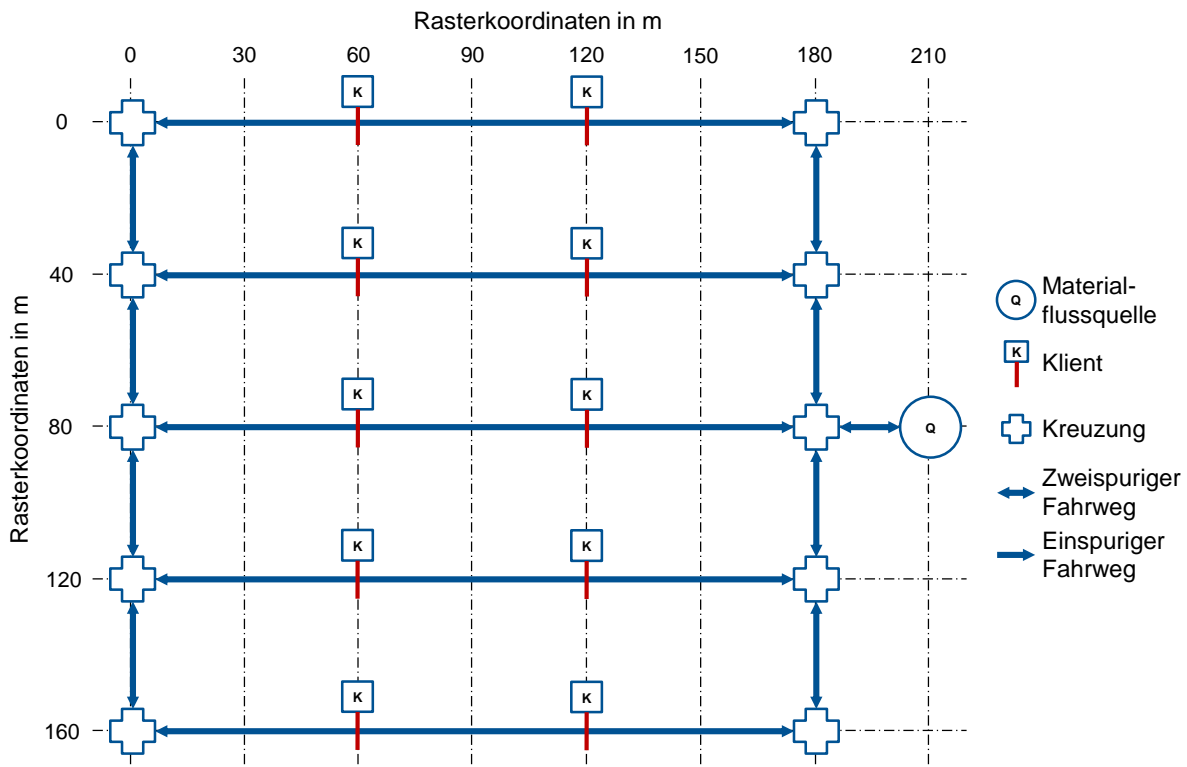 Rasterkoordinaten in m
0 30 60 90 120 150 180 210
K K
0
K K
40
Material-
flussquelle
Q
K
Klient
K K
80
Q
Kreuzung
Zweispuriger
Fahrweg
Einspuriger
Fahrweg
K K
120
K K
160
Rasterkoordinaten in m